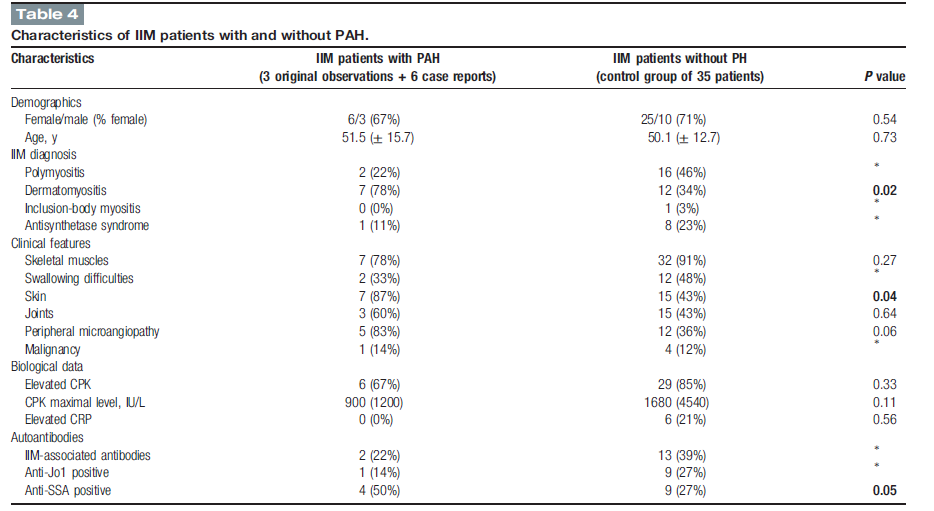 Table 4
Characteristics of IIM patients with and without PAH.
Characteristics IIM patients with PAH (3 original observations + 6 case reports) IIM patients without PH (control group of 35 patients) P value
Demographics
Female/male (% female) 6/3 (67%) 25/10 (71%) 0.54
Age, y 51.5 (± 15.7) 50.1 (± 12.7) 0.73
IIM diagnosis
Polymyositis 2 (22%) 16 (46%) *
Dermatomyositis 7 (78%) 12 (34%) 0.02
Inclusion-body myositis 0 (0%) 1 (3%) *
Antisynthetase syndrome 1 (11%) 8 (23%) *
Clinical features
Skeletal muscles 7 (78%) 32 (91%) 0.27
Swallowing difficulties 2 (33%) 12 (48%) *
Skin 7 (87%) 15 (43%) 0.04
Joints 3 (60%) 15 (43%) 0.64
Peripheral microangiopathy 5 (83%) 12 (36%) 0.06
Malignancy 1 (14%) 4 (12%) *
Biological data
Elevated CPK 6 (67%) 29 (85%) 0.33
CPK maximal level, IU/L 900 (1200) 1680 (4540) 0.11
Elevated CRP 0 (0%) 6 (21%) 0.56
Autoantibodies
IIM-associated antibodies 2 (22%) 13 (39%) *
Anti-Jo1 positive 1 (14%) 9 (27%) *
Anti-SSA positive 4 (50%) 9 (27%) 0.05